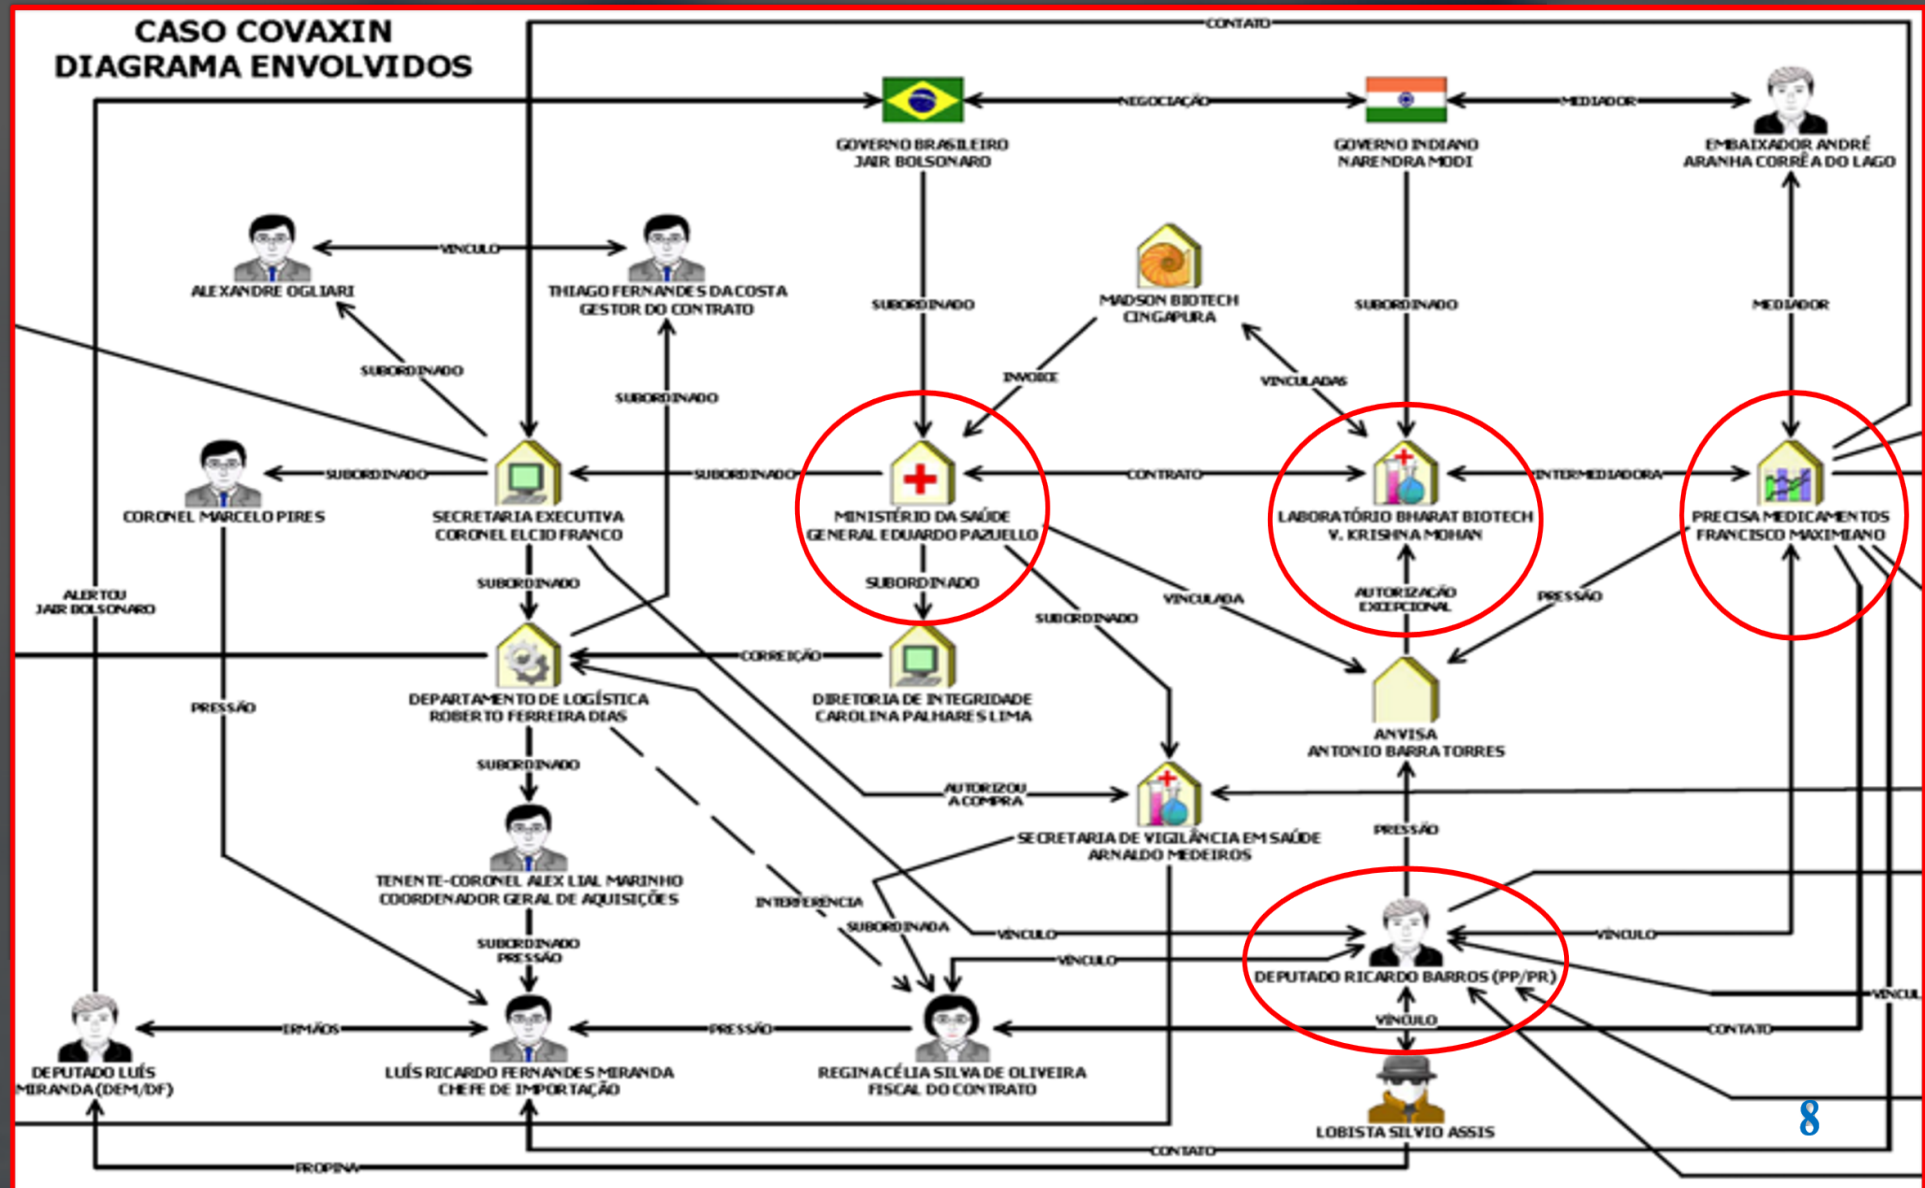 CASO COVAXIN
DIAGRAMA ENVOLVIDOS
CONTATO
NEGOCIAÇÃO
MEDIADOR
GOVERNO BRASILEIRO
JAIR BOLSONARO
GOVERNO INDIANO
NARENDRA MODI
EMBAIXADOR ANDRÉ
ARANHA CORRÊA DO LAGO
VINCULO
ALEXANDRE OGLIARI
THIAGO FERNANDES DA COSTA
GESTOR DO CONTRATO
SUBORDINADO
MADSON BIOTECH
CINGAPURA
SUBORDINADO
MEDIADOR
SUBORDINADO
SUBORDINADO
INVOICE
VINCULADAS
SUBORDINADO
SUBORDINADO
CONTRATO
INTERMEDIADORA
CORONEL MARCELO PIRES
SECRETARIA EXECUTIVA
CORONEL ELCIO FRANCO
MINISTÉRIO DA SAÚDE
GENERAL EDUARDO PAZUELLO
LABORATÓRIO BHARAT BIOTECH
V. KRISHNA MOHAN
PRECISA MEDICAMENTOS
FRANCISCO MAXIMIANO
SUBORDINADO
SUBORDINADO
ALERTOU
JAIR BOLSONARO
VINCULADA
AUTORIZAÇÃO
EXCEPCIONAL
PRESSÃO
SUBORDINADO
CORREIÇÃO
DEPARTAMENTO DE LOGÍSTICA
ROBERTO FERREIRA DIAS
DIRETORIA DE INTEGRIDADE
CAROLINA PALHARES LIMA
PRESSÃO
ANVISA
ANTONIO BARRA TORRES
SUBORDINADO
AUTORIZOU
A COMPRA
SECRETARIA DE VIGILÂNCIA EM SAÚDE
ARNALDO MEDEIROS
PRESSÃO
TENENTE-CORONEL ALEX LIAL MARINHO
COORDENADOR GERAL DE AQUISIÇÕES
INTERFERÊNCIA
SUBORDINADA
SUBORDINADO
PRESSÃO
VÍNCULO
VÍNCULO
VÍNCULO
DEPUTADO RICARDO BARROS (PP/PR)
VÍNCUL
IRMÃOS
PRESSÃO
VÍNCULO
CONTATO
DEPUTADO LUÍS
MIRANDA (DEM/DF)
LUÍS RICARDO FERNANDES MIRANDA
CHEFE DE IMPORTAÇÃO
REGINA CÉLIA SILVA DE OLIVEIRA
FISCAL DO CONTRATO
LOBISTA SILVIO ASSIS
8
CONTATO
PROPINA